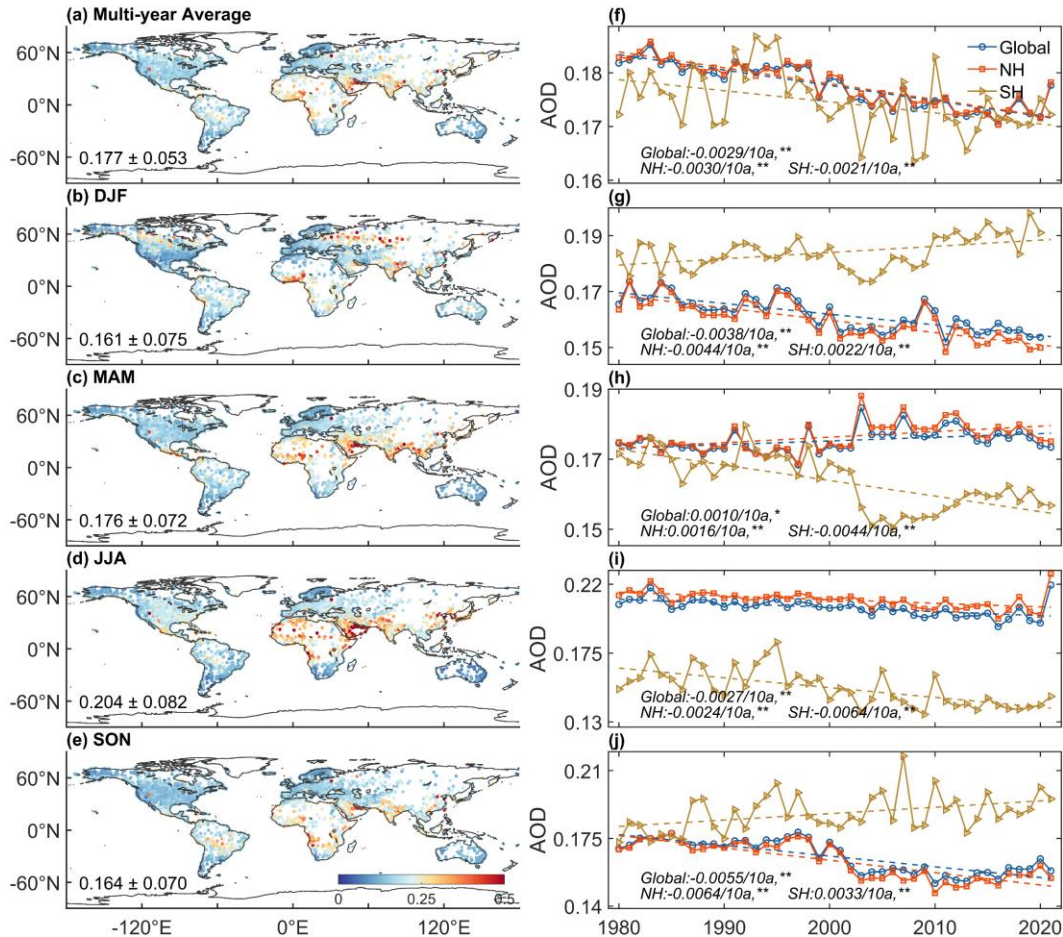 (a) Multi-year Average
60°N
0°N
-60°N
0.177 ± 0.053
(b) DJF
60°N
0°N
-60°N
0.161 ± 0.075
(c) MAM
60°N
0°N
-60°N
0.176 ± 0.072
(d) JJA
60°N
0°N
-60°N
0.204 ± 0.082
(e) SON
60°N
0°N
-60°N
0.164 ± 0.070
0 0.25 0.5
-120°E 0°E 120°E
(f)
AOD
0.18
0.17
0.16
Global
NH
SH
Global:-0.0029/10a,**
NH:-0.0030/10a,** SH:-0.0021/10a,**
(g)
AOD
0.19
0.17
0.15
Global:-0.0038/10a,**
NH:-0.0044/10a,** SH:0.0022/10a,**
(h)
AOD
0.19
0.17
0.15
Global:0.0010/10a,*
NH:0.0016/10a,** SH:-0.0044/10a,**
(i)
AOD
0.22
0.175
0.13
Global:-0.0027/10a,**
NH:-0.0024/10a,** SH:-0.0064/10a,**
(j)
AOD
0.21
0.175
0.14
Global:-0.0055/10a,**
NH:-0.0064/10a,** SH:0.0033/10a,**
1980 1990 2000 2010 2020